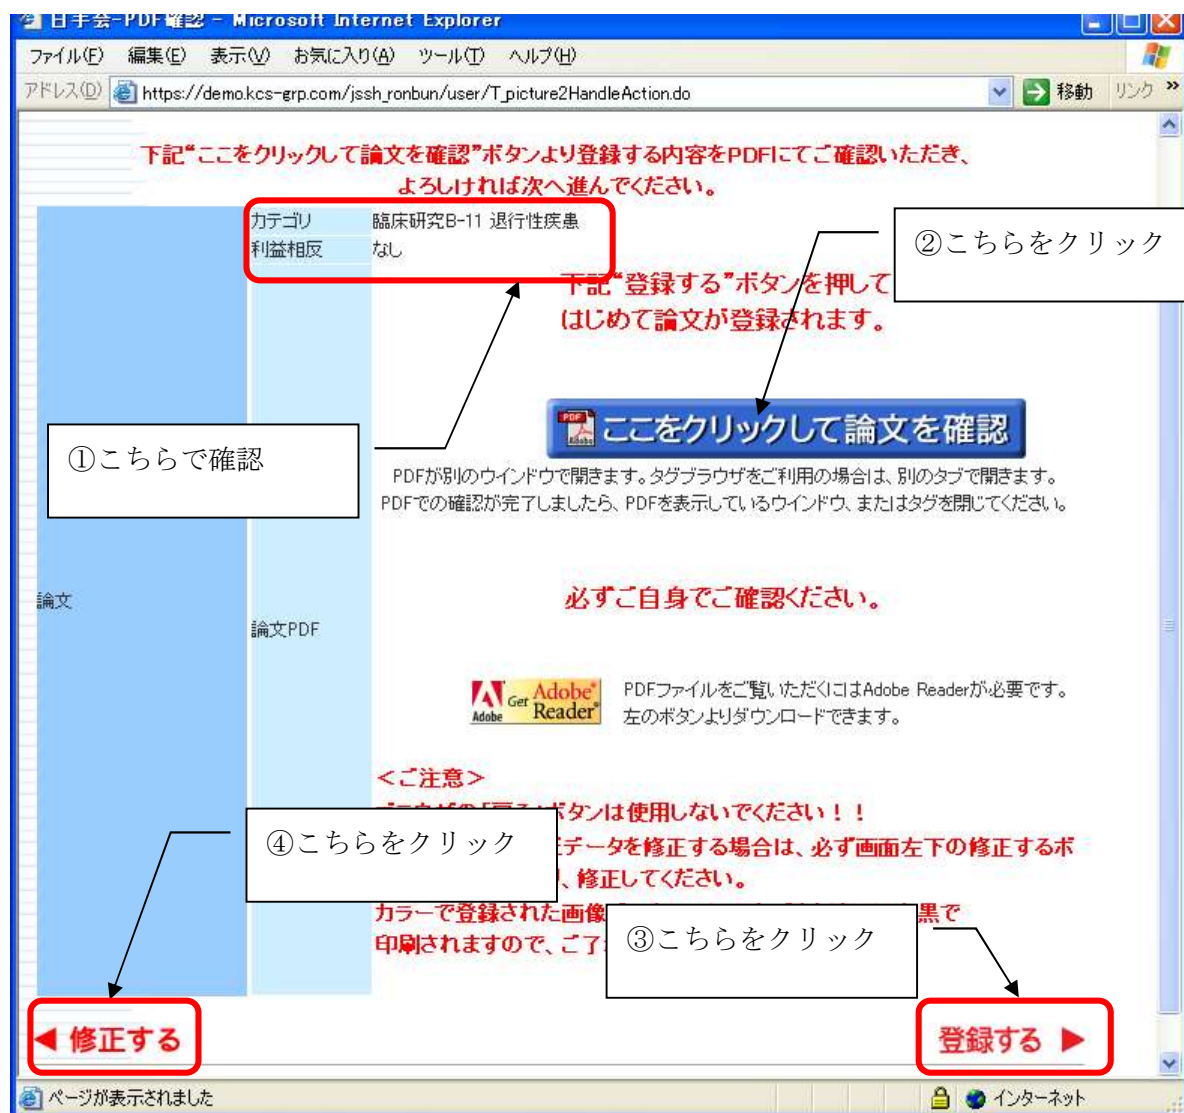 日手会-PDF確認 - Microsoft Internet Explorer
ファイル(F) 編集(E) 表示(V) お気に入り(A) ツール(T) ヘルプ(H)
アドレス(D) https://demo.kcs-grp.com/jssh_ronbun/user/T_picture2HandleAction.do 移動 リンク »
下記“ここをクリックして論文を確認”ボタンより登録する内容をPDFにてご確認いただき、
よろしければ次へ進んでください。
カテゴリ 臨床研究B-11 退行性疾患
利益相反 なし
②こちらをクリック
下記“登録する”ボタンを押して
はじめて論文が登録されます。
PDF Adobe ここをクリックして論文を確認
①こちらで確認
PDFが別のウインドウで開きます。タグブラウザをご利用の場合は、別のタブで開きます。
PDFでの確認が完了しましたら、PDFを表示しているウインドウ、またはタグを閉じてください。
論文
必ずご自身でご確認ください。
論文PDF
Adobe Get Adobe Reader
PDFファイルをご覧いただくにはAdobe Readerが必要です。
左のボタンよりダウンロードできます。
<ご注意>
ボタンは使用しないでください！！
④こちらをクリック
データを修正する場合は、必ず画面左下の修正するボ
、修正してください。
カラーで登録された画像
黒で
印刷されますので、ご了
③こちらをクリック
◀ 修正する
登録する ▶
ページが表示されました インターネット